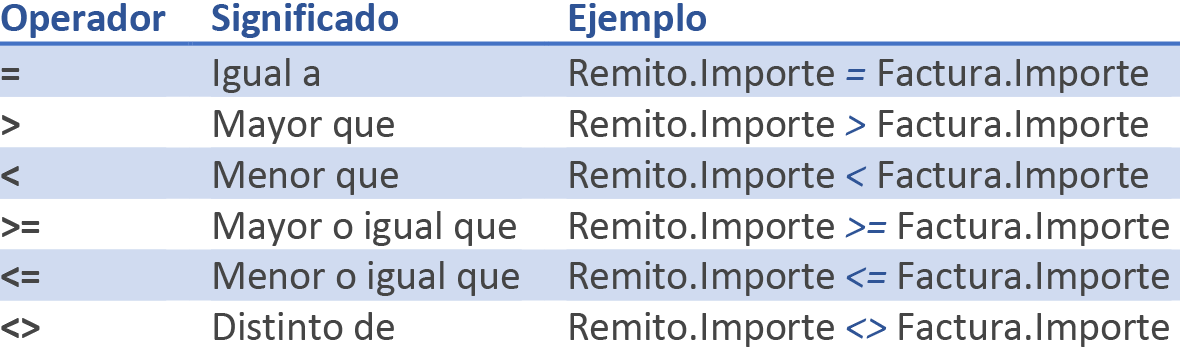 Operador Significado Ejemplo
= Igual a Remito.Importe = Factura.Importe
> Mayor que Remito.Importe > Factura.Importe
< Menor que Remito.Importe < Factura.Importe
>= Mayor o igual que Remito.Importe >= Factura.Importe
<= Menor o igual que Remito.Importe <= Factura.Importe
<> Distinto de Remito.Importe <> Factura.Importe